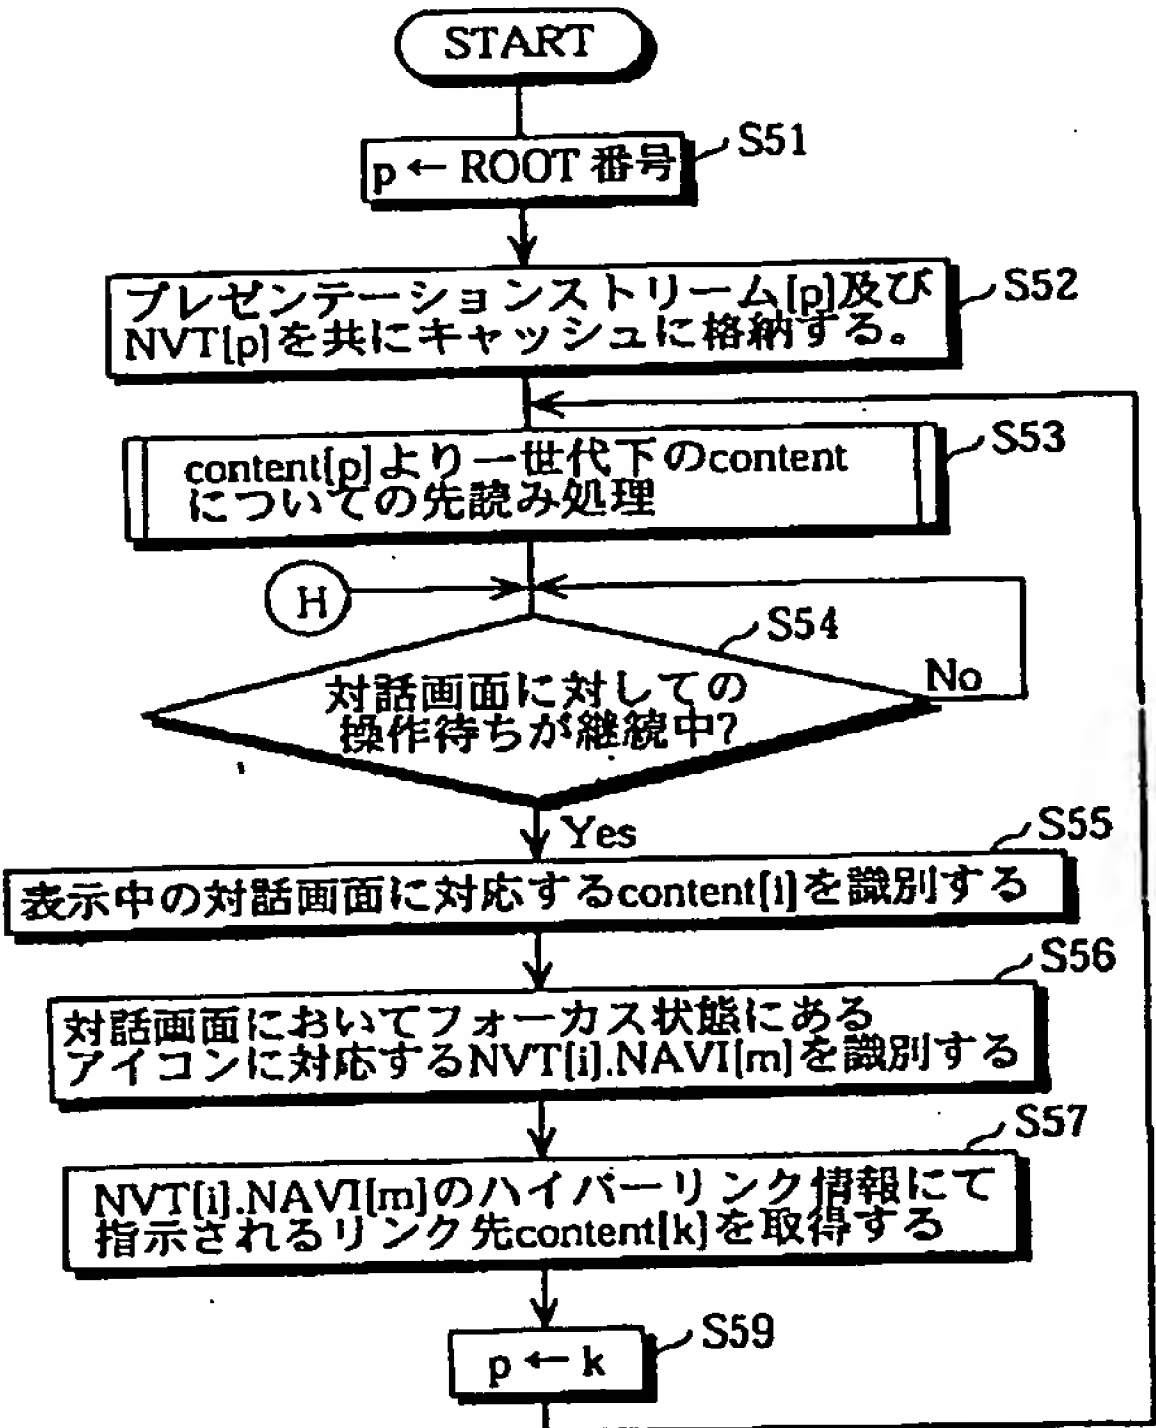 START
S51
p ← ROOT 番号
S52
プレゼンテーションストリーム[p]及び
NVT[p]を共にキャッシュに格納する。
S53
content[p]より一世代下のcontent
についての先読み処理
H
S54
対話画面に対しての
操作待ちが継続中?
No
Yes
S55
表示中の対話画面に対応するcontent[i]を識別する
S56
対話画面においてフォーカス状態にある
アイコンに対応するNVT[i].NAVI[m]を識別する
S57
NVT[i].NAVI[m]のハイパーリンク情報にて
指示されるリンク先content[k]を取得する
S59
p ← k